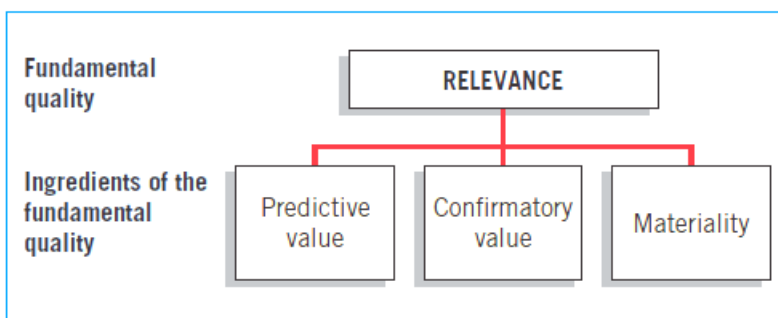 Fundamental
quality
RELEVANCE
Ingredients of the
fundamental
quality
Predictive
value
Confirmatory
value
Materiality